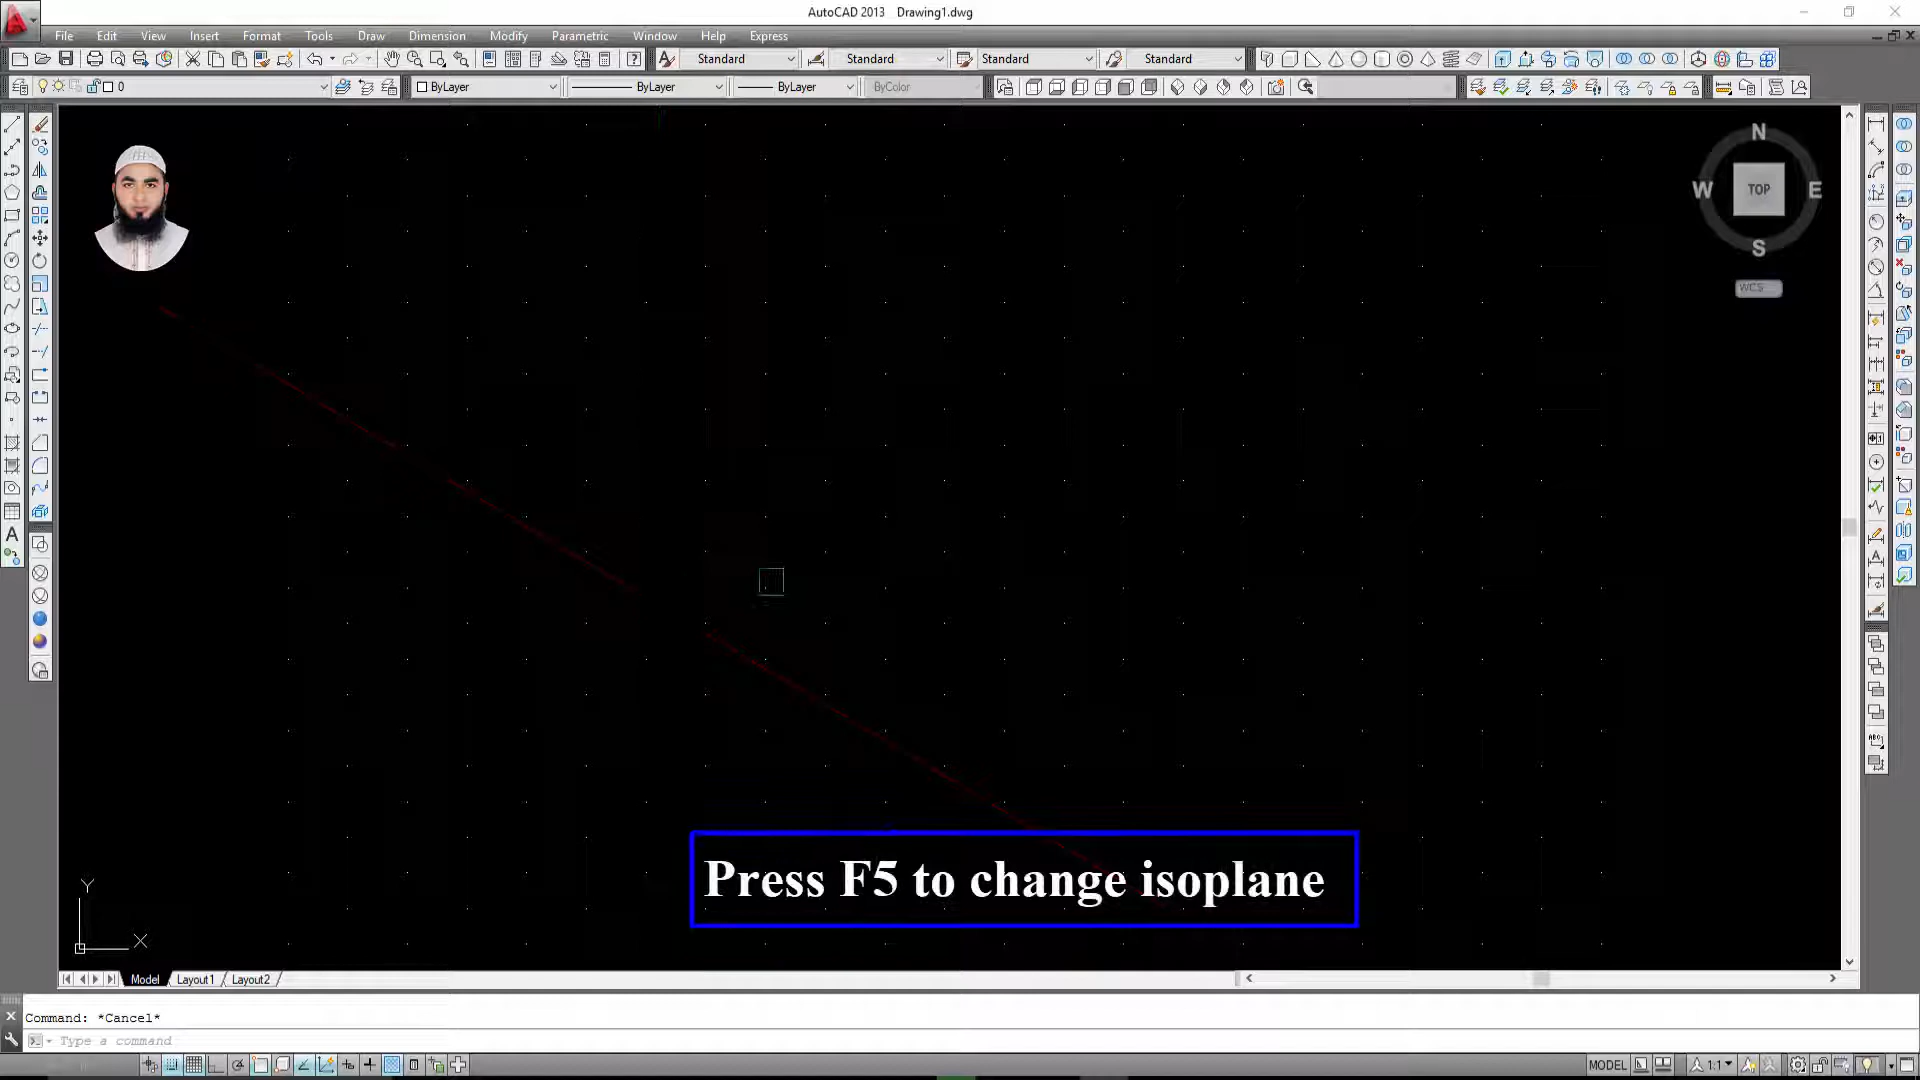 AutoCAD 2013 Drawing1.dwg
File Edit View Insert Format Tools Draw Dimension Modify Parametric Window Help Express
Standard Standard Standard Standard
0 ByLayer ByLayer ByLayer ByColor
N
W TOP E
S
WCS
Press F5 to change isoplane
Y
X
Model Layout1 Layout2
Command: *Cancel*
Type a command
MODEL 1:1